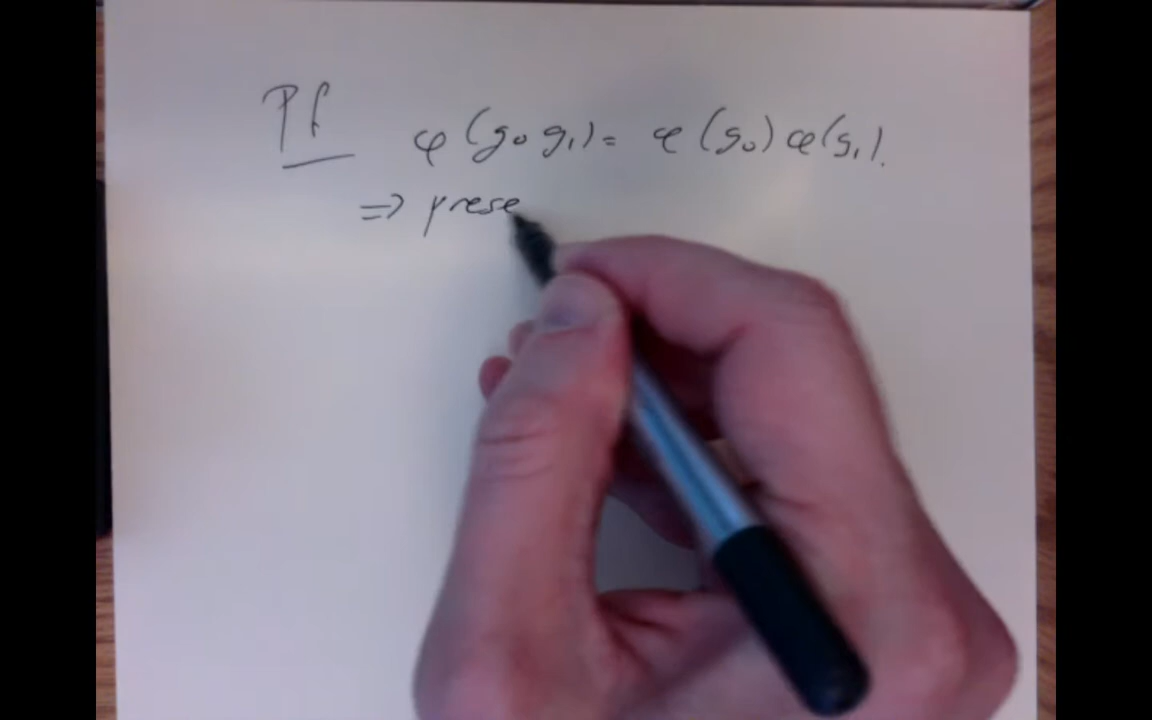 Pf φ(g₀g₁) = φ(g₀)φ(g₁).
⇒ prese